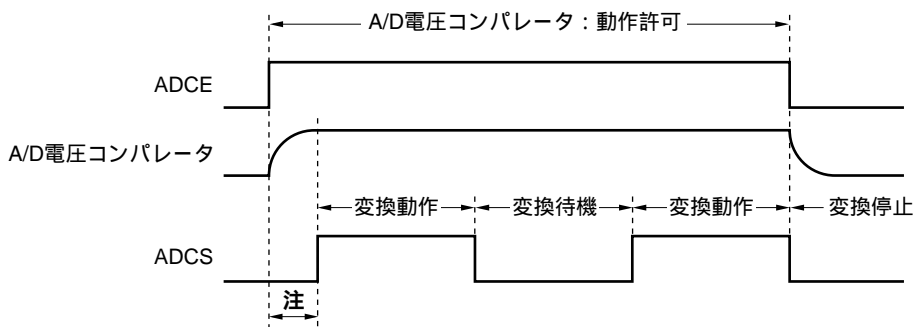 A/D電圧コンパレータ：動作許可
ADCE
A/D電圧コンパレータ
変換動作 変換待機 変換動作 変換停止
ADCS
注